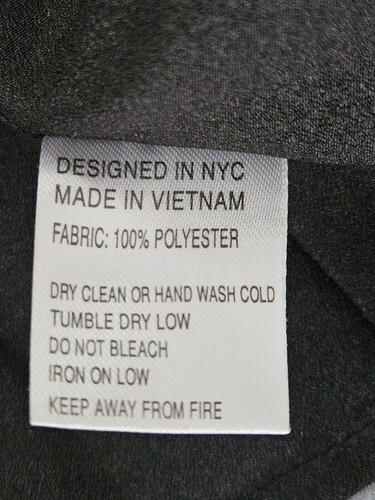 DESIGNED IN NYC
MADE IN VIETNAM
FABRIC: 100% POLYESTER
DRY CLEAN OR HAND WASH COLD
TUMBLE DRY LOW
DO NOT BLEACH
IRON ON LOW
KEEP AWAY FROM FIRE